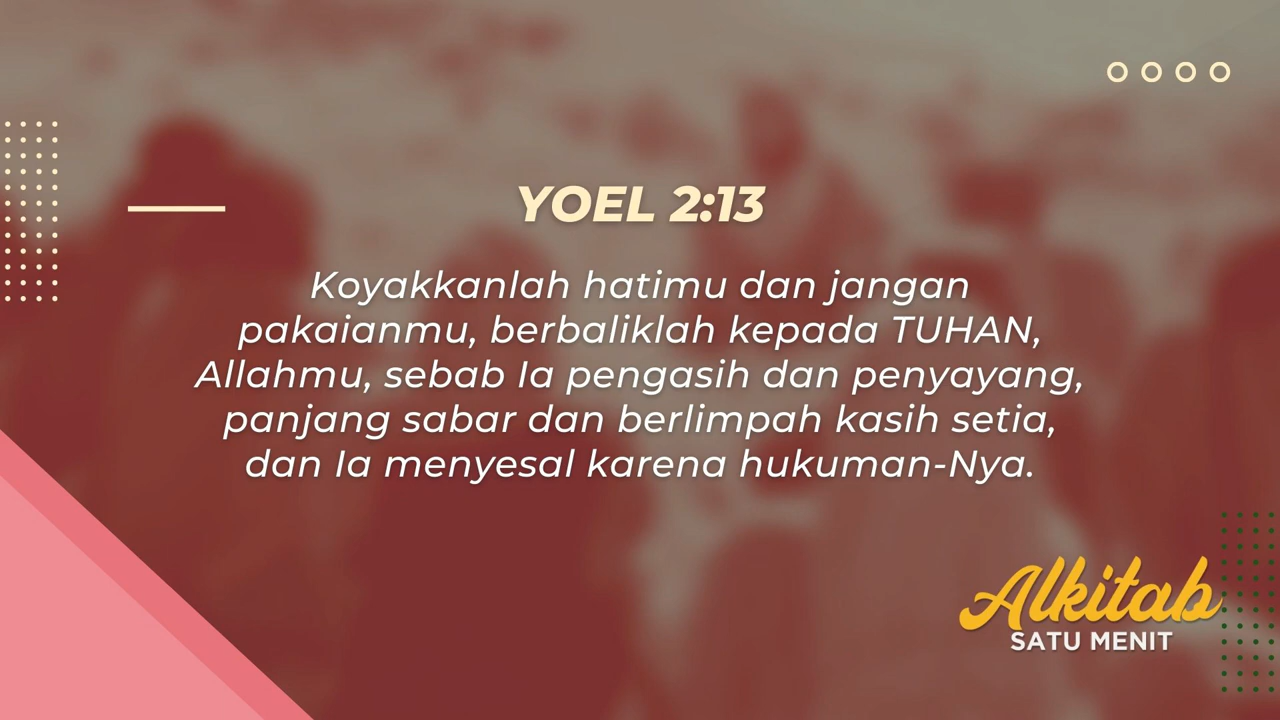 YOEL 2:13
Koyakkanlah hatimu dan jangan
pakaianmu, berbaliklah kepada TUHAN,
Allahmu, sebab Ia pengasih dan penyayang,
panjang sabar dan berlimpah kasih setia,
dan Ia menyesal karena hukuman-Nya.
Alkitab
SATU MENIT